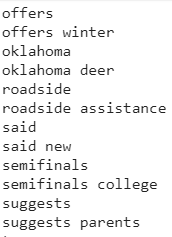 offers
offers winter
oklahoma
oklahoma deer
roadside
roadside assistance
said
said new
semifinals
semifinals college
suggests
suggests parents